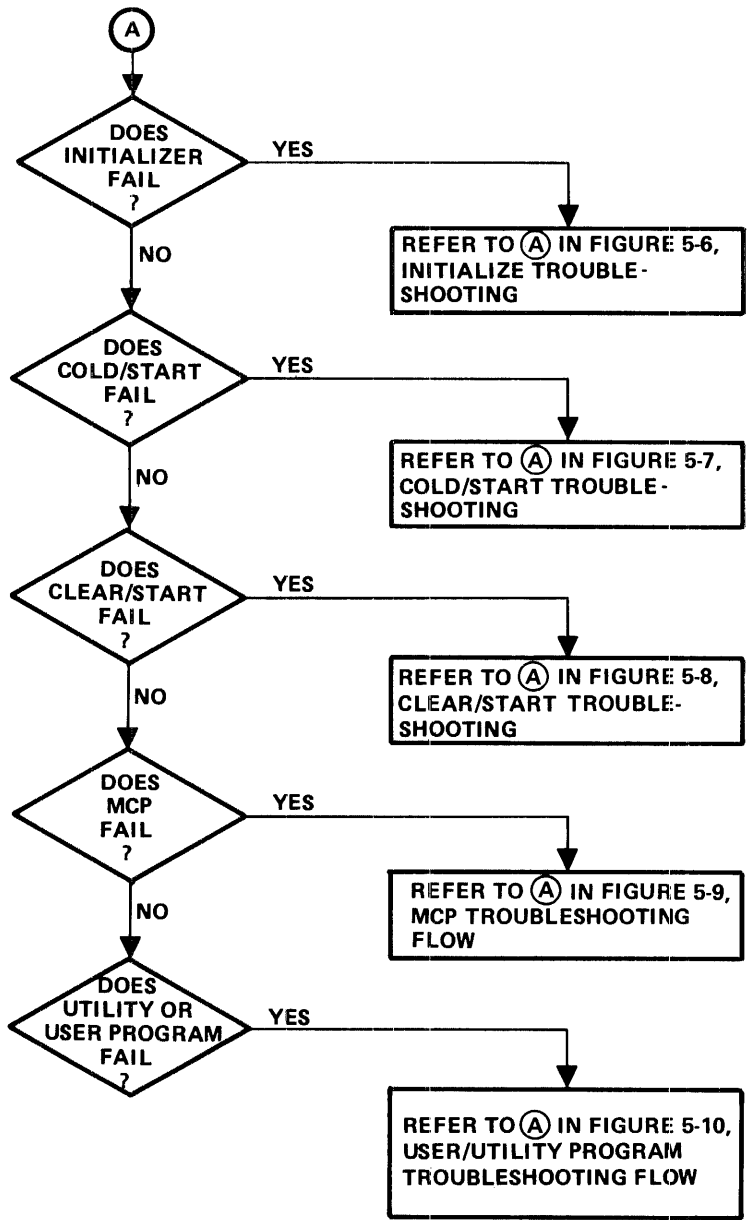 A
DOES
INITIALIZER
FAIL
?
YES
NO
REFER TO A IN FIGURE 5-6,
INITIALIZE TROUBLE-
SHOOTING
DOES
COLD/START
FAIL
?
YES
NO
REFER TO A IN FIGURE 5-7,
COLD/START TROUBLE-
SHOOTING
DOES
CLEAR/START
FAIL
?
YES
NO
REFER TO A IN FIGURE 5-8,
CLEAR/START TROUBLE-
SHOOTING
DOES
MCP
FAIL
?
YES
NO
REFER TO A IN FIGURE 5-9,
MCP TROUBLESHOOTING
FLOW
DOES
UTILITY OR
USER PROGRAM
FAIL
?
YES
REFER TO A IN FIGURE 5-10,
USER/UTILITY PROGRAM
TROUBLESHOOTING FLOW